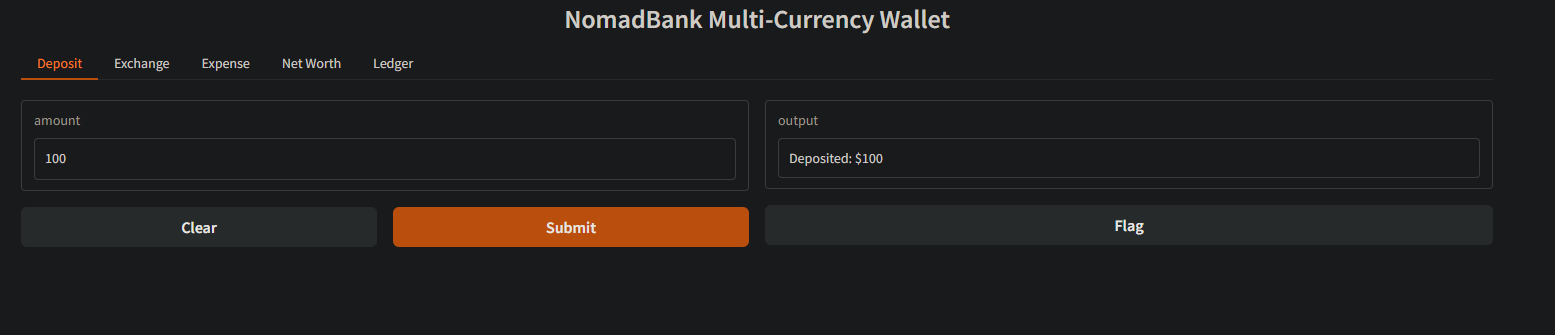 NomadBank Multi-Currency Wallet
Deposit Exchange Expense Net Worth Ledger
amount
100
output
Deposited: $100
Clear Submit Flag